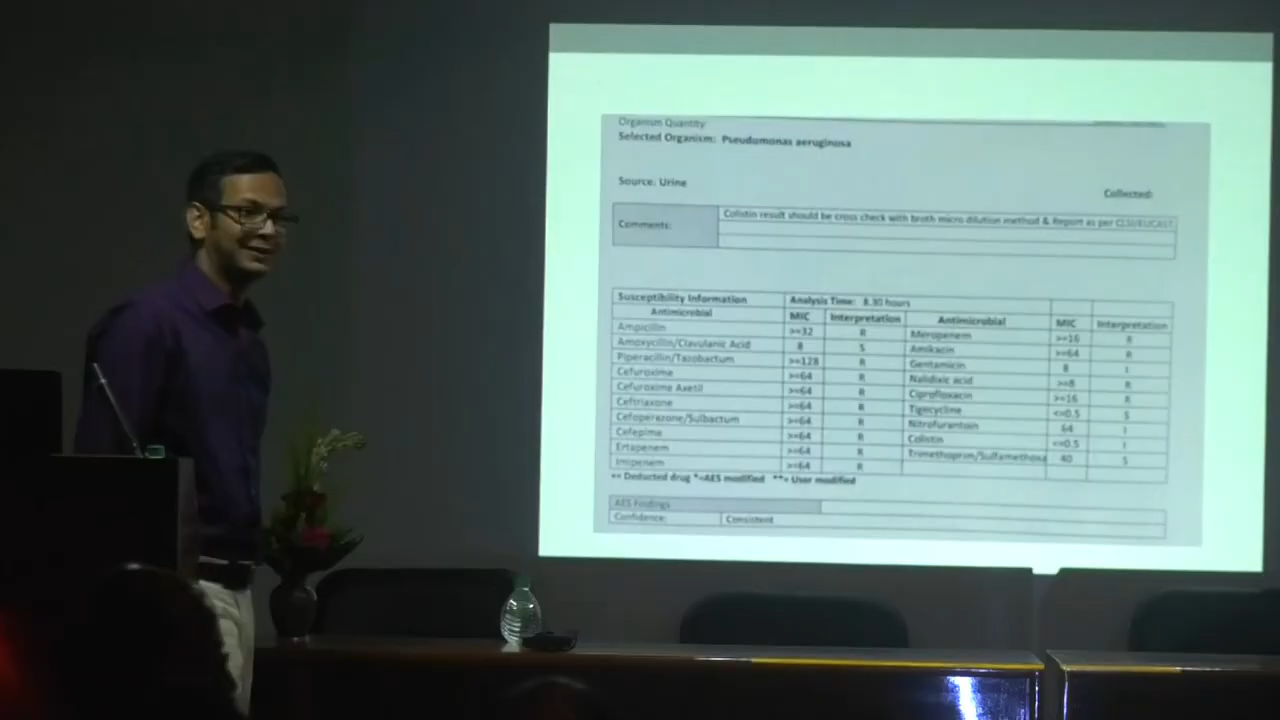 Organism Quantity:
Selected Organism: Pseudomonas aeruginosa
Source: Urine
Collected:
Comments:
Colistin result should be cross check with broth micro dilution method & Report as per CLSI/EUCAST
Susceptibility Information Analysis Time: 8.30 hours
Antimicrobial MIC Interpretation Antimicrobial MIC Interpretation
Ampicillin >=32 R Meropenem >=16 R
Amoxycillin/Clavulanic Acid 8 S Amikacin >=64 R
Piperacillin/Tazobactum >=128 R Gentamicin 8 I
Cefuroxime >=64 R Nalidixic acid >=8 R
Cefuroxime Axetil >=64 R Ciprofloxacin >=16 R
Ceftriaxone >=64 R Tigecycline <=0.5 S
Cefoperazone/Sulbactum >=64 R Nitrofurantoin 64 I
Cefepime >=64 R Colistin <=0.5 I
Ertapenem >=64 R Trimethoprim/Sulfamethoxa 40 S
Imipenem >=64 R
+= Deducted drug *=AES modified **= User modified
AES Findings
Confidence: Consistent